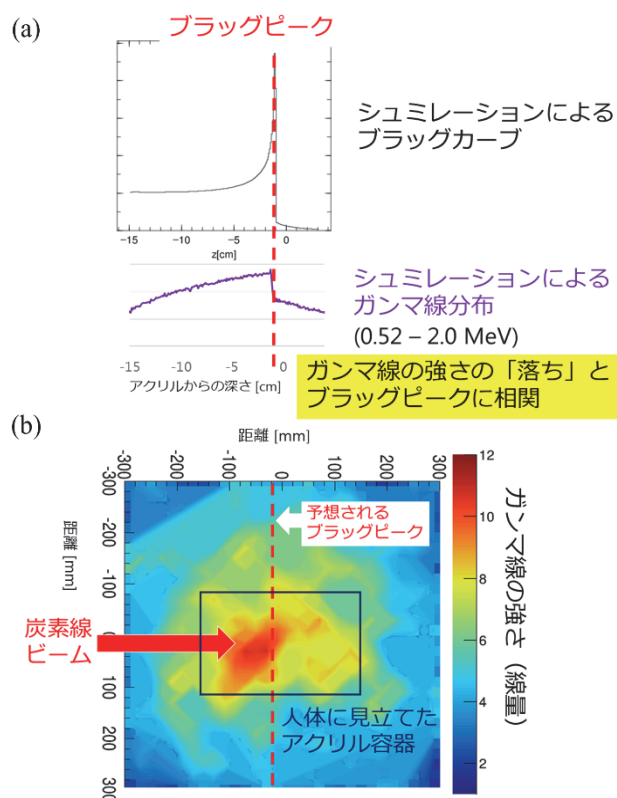 (a)
ブラッグピーク
シュミレーションによる
ブラッグカーブ
-15
-10
-5
0
z[cm]
シュミレーションによる
ガンマ線分布
(0.52 – 2.0 MeV)
-15
-10
-5
0
アクリルからの深さ [cm]
ガンマ線の強さの「落ち」と
ブラッグピークに相関
(b)
距離 [mm]
-300
-200
-100
0
100
200
300
12
10
8
6
4
2
ガンマ線の強さ（線量）
距離 [mm]
-300
-200
-100
0
100
200
300
予想される
ブラッグピーク
炭素線
ビーム
人体に見立てた
アクリル容器